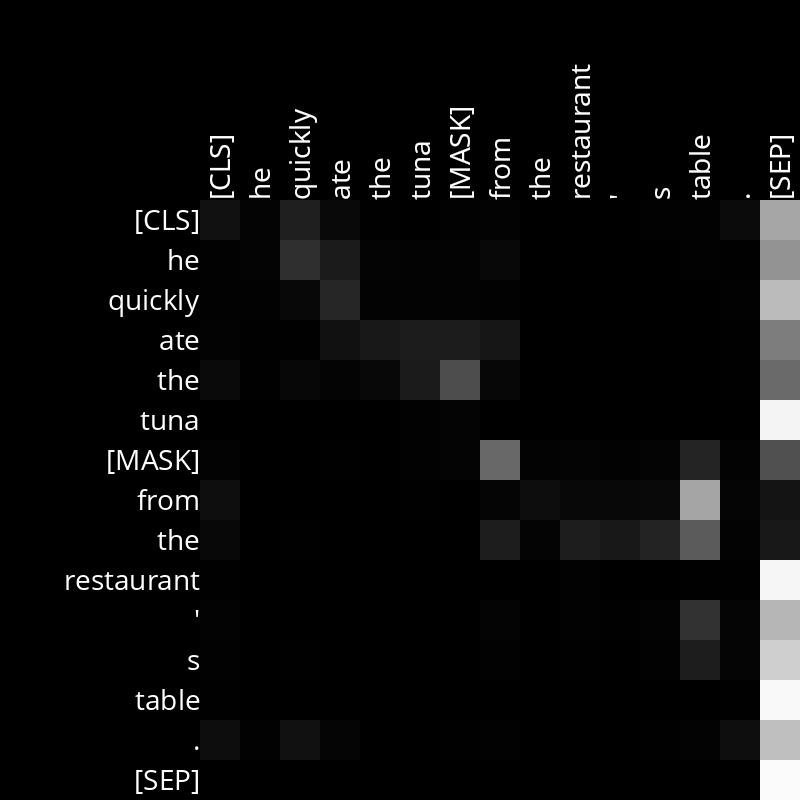 [CLS] he quickly ate the tuna [MASK] from the restaurant ' s table . [SEP]
[CLS]
he
quickly
ate
the
tuna
[MASK]
from
the
restaurant
'
s
table
.
[SEP]